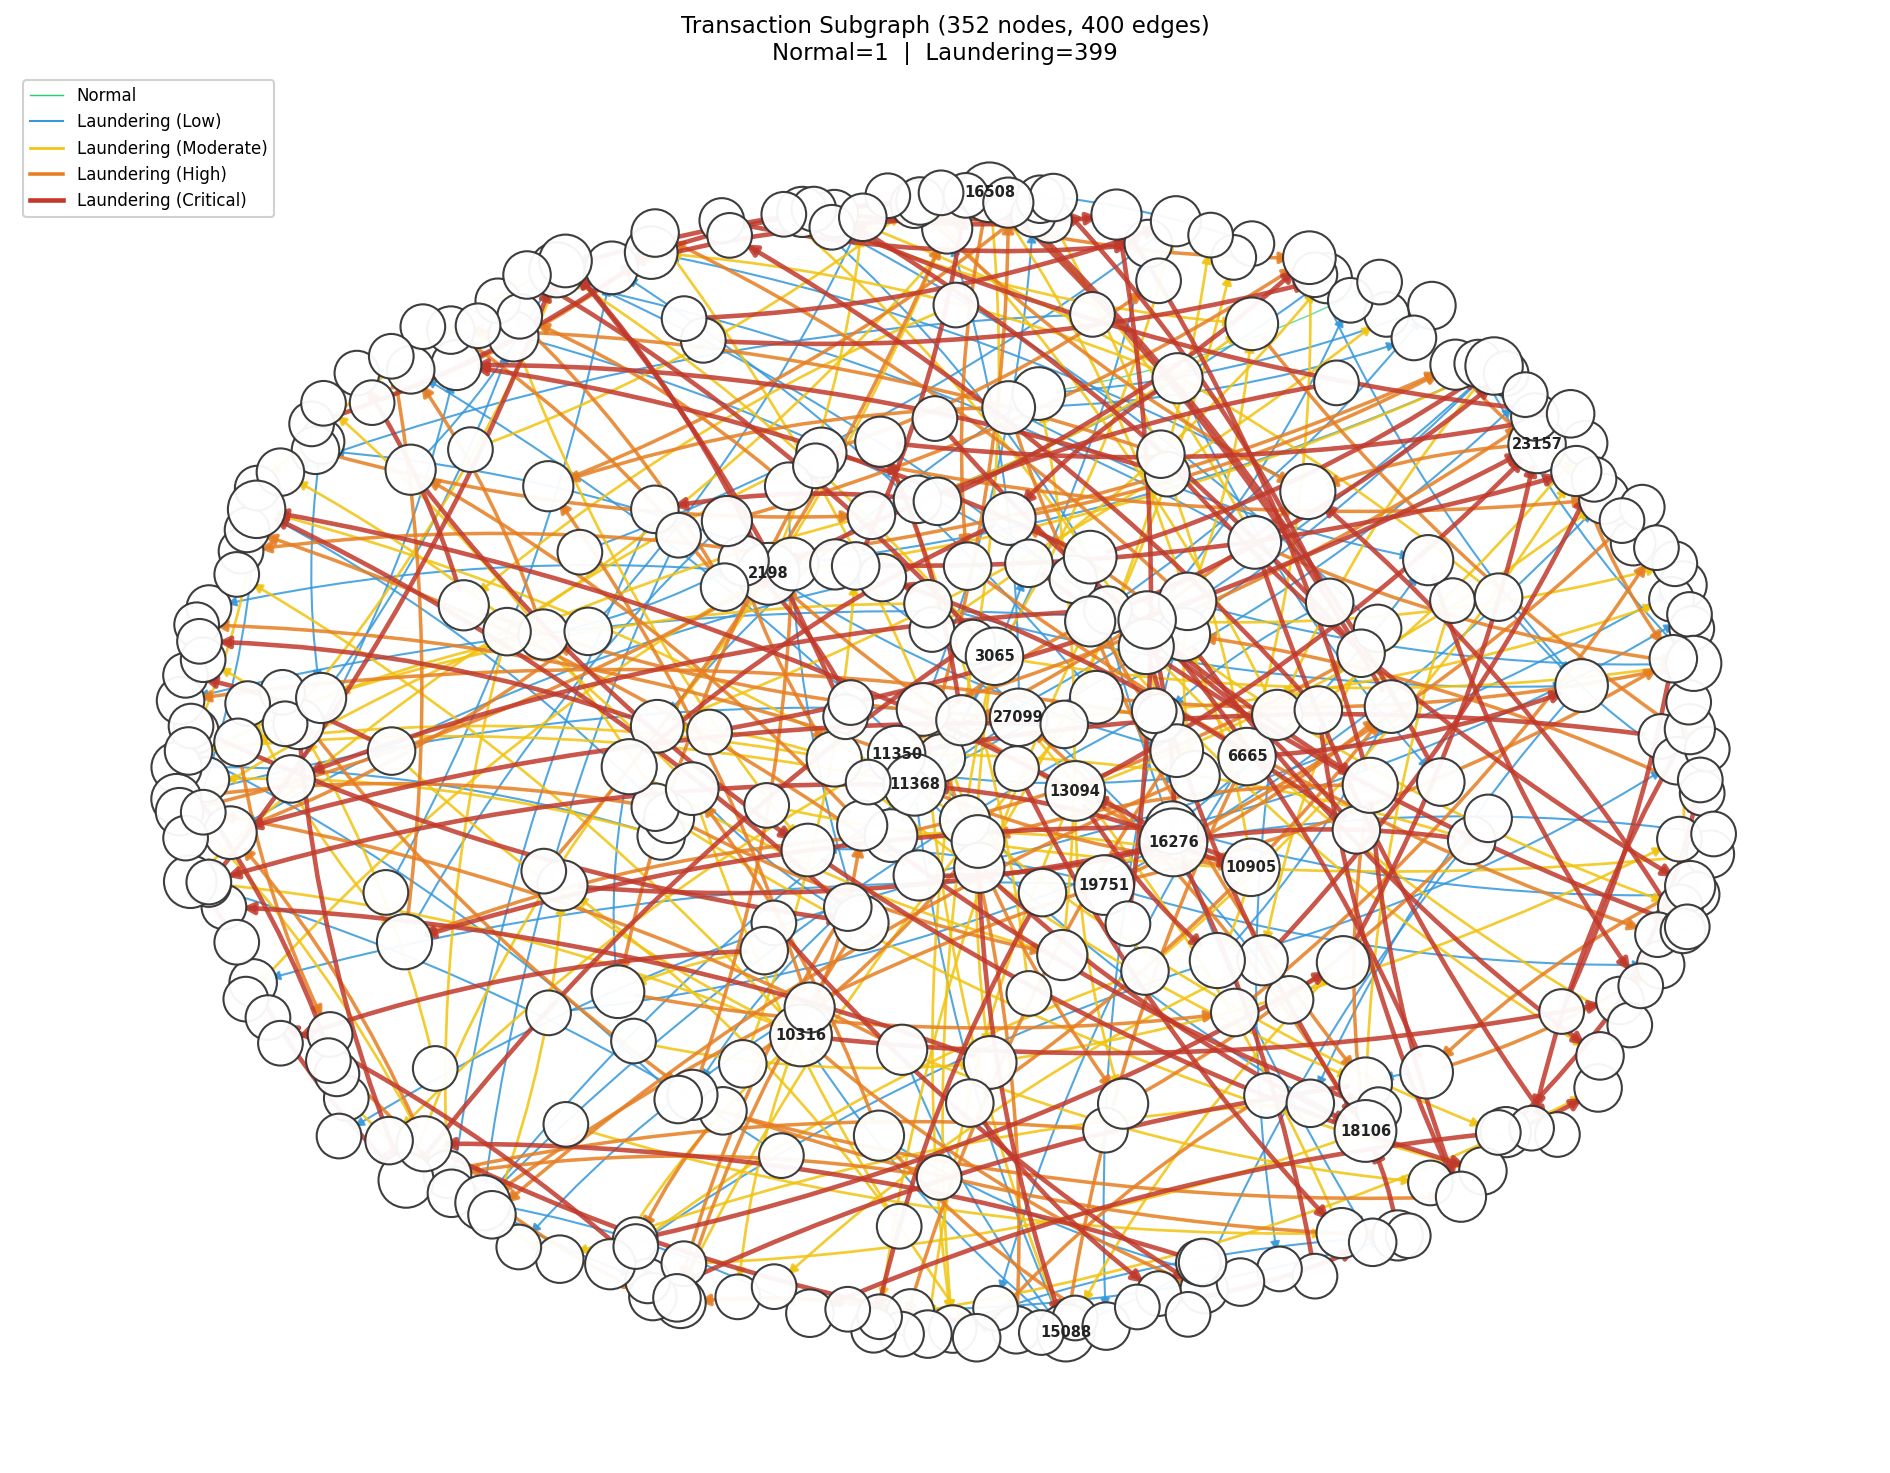 Transaction Subgraph (352 nodes, 400 edges)
Normal=1  |  Laundering=399
Normal
Laundering (Low)
Laundering (Moderate)
Laundering (High)
Laundering (Critical)
16508
23157
2198
3065
27099
11350
6665
11368
13094
16276
10905
19751
10316
18106
15088